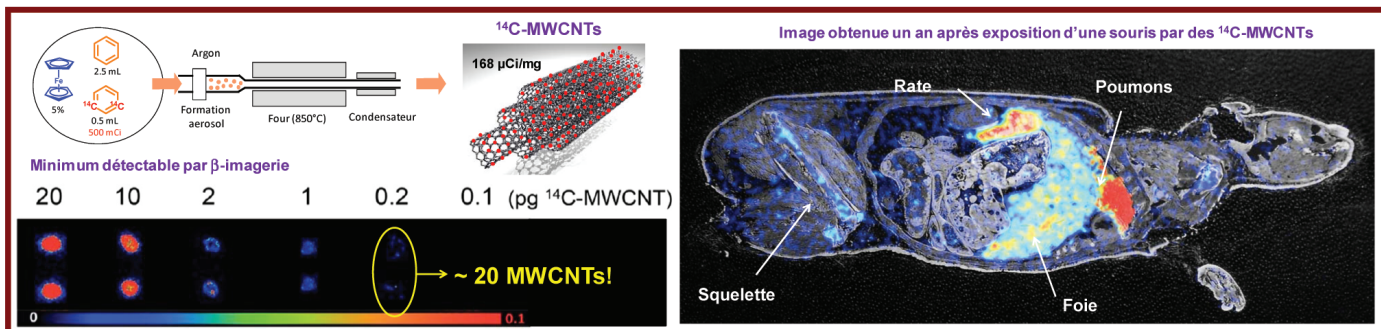 Argon
2.5 mL
Fe
5%
14C 14C
0.5 mL
500 mCi
Formation
aerosol
Four (850°C)
Condensateur
¹⁴C-MWCNTs
168 µCi/mg
Minimum détectable par β-imagerie
20 10 2 1 0.2 0.1 (pg ¹⁴C-MWCNT)
~ 20 MWCNTs!
0 0.1
Image obtenue un an après exposition d'une souris par des ¹⁴C-MWCNTs
Rate
Poumons
Squelette
Foie